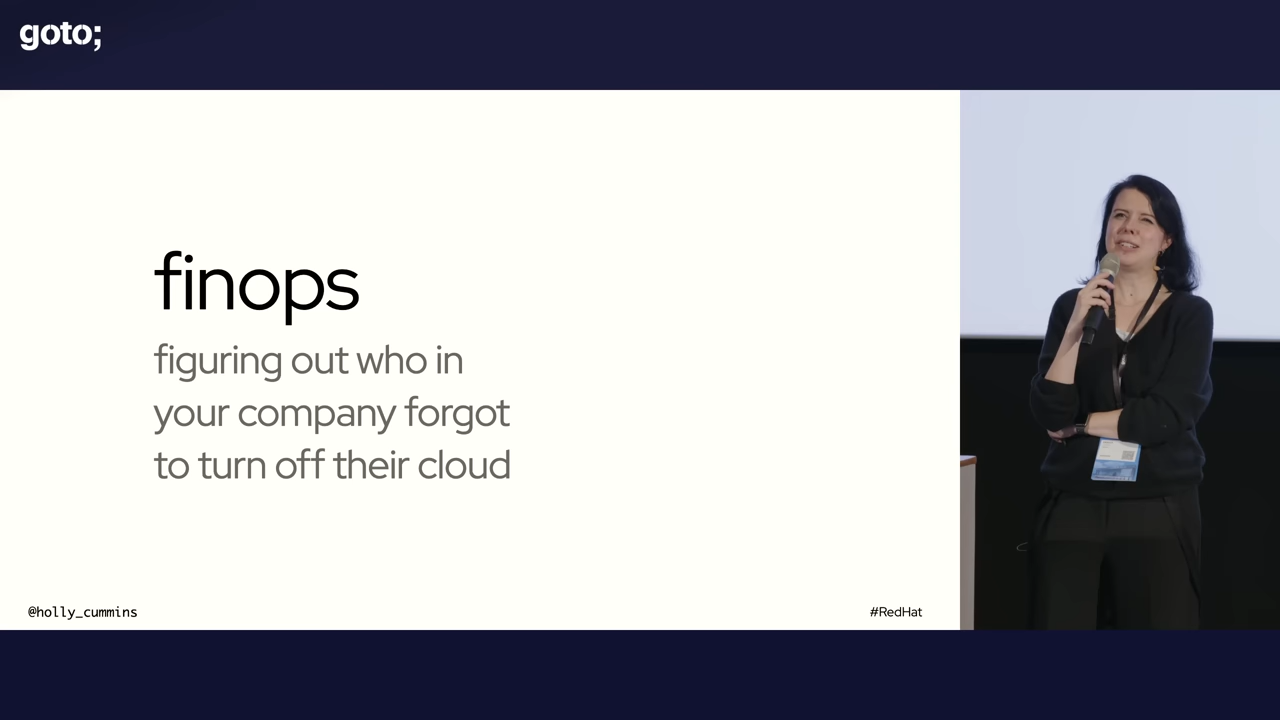 goto;
finops
figuring out who in
your company forgot
to turn off their cloud
@holly_cummins
#RedHat